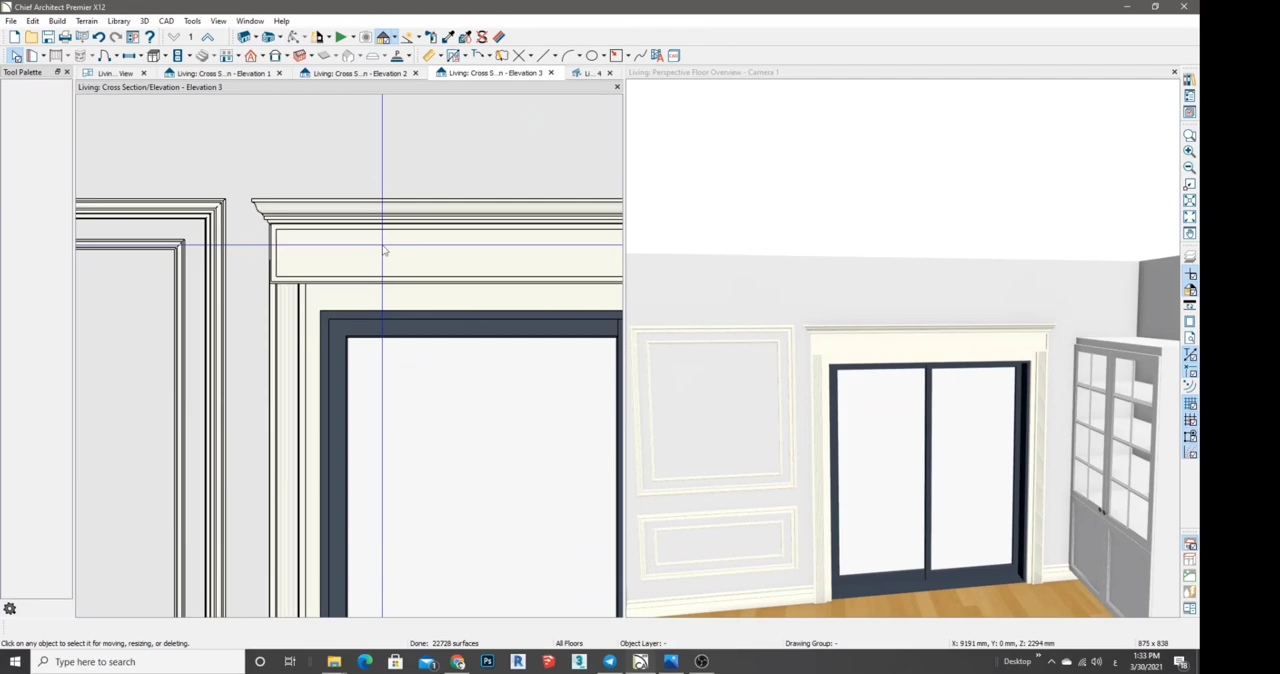 Chief Architect Premier X12
File Edit Build Terrain Library 3D CAD Tools View Window Help
1
Tool Palette
Livin... View
Living: Cross S...n - Elevation 1
Living: Cross S...n - Elevation 2
Living: Cross S...n - Elevation 3
Li... 4
Living: Perspective Floor Overview - Camera 1
Living: Cross Section/Elevation - Elevation 3
Click on any object to select it for moving, resizing, or deleting.
Done: 22728 surfaces
All Floors
Object Layer: -
Drawing Group: -
X: 9191 mm, Y: 0 mm, Z: 2294 mm
875 x 838
Type here to search
Desktop
ع
1:33 PM
3/30/2021